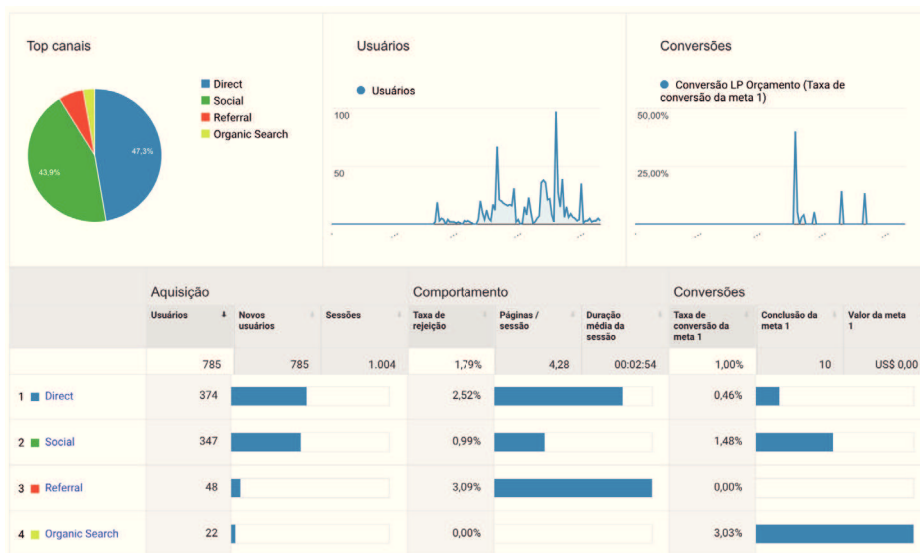 Top canais
Direct
Social
Referral
Organic Search
47,3%
43,9%
Usuários
Usuários
100
50
...
...
...
...
Conversões
Conversão LP Orçamento (Taxa de
conversão da meta 1)
50,00%
25,00%
...
...
...
...
Aquisição
Comportamento
Conversões
Usuários
Novos
usuários
Sessões
Taxa de
rejeição
Páginas /
sessão
Duração
média da
sessão
Taxa de
conversão da
meta 1
Conclusão da
meta 1
Valor da meta
1
785
785
1.004
1,79%
4,28
00:02:54
1,00%
10
US$ 0,00
1 Direct
374
2,52%
0,46%
2 Social
347
0,99%
1,48%
3 Referral
48
3,09%
0,00%
4 Organic Search
22
0,00%
3,03%